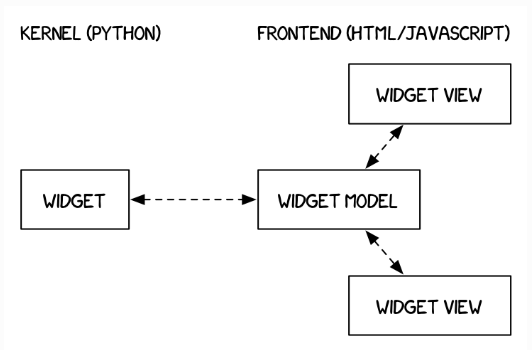 KERNEL (PYTHON)
FRONTEND (HTML/JAVASCRIPT)
WIDGET VIEW
WIDGET
WIDGET MODEL
WIDGET VIEW